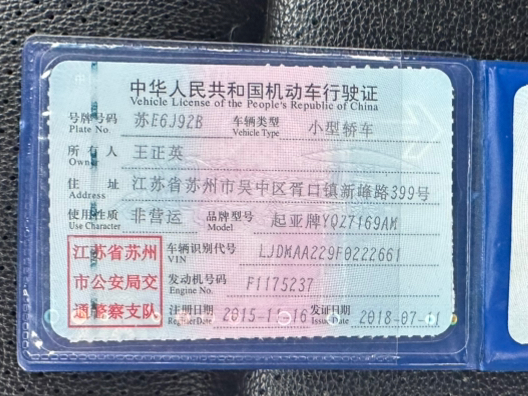 中华人民共和国机动车行驶证
Vehicle License of the People's Republic of China
号牌号码 苏E6J92B 车辆类型 小型轿车
Plate No. Vehicle Type
所有人 王正英
Owner
住址 江苏省苏州市吴中区胥口镇新峰路399号
Address
使用性质 非营运 品牌型号 起亚牌YQZ7169AM
Use Character Model
江苏省苏州
市公安局交
通警察支队
车辆识别代号 LJDMAA229F0222661
VIN
发动机号码 F1175237
Engine No.
注册日期 2015-11-16 发证日期 2018-07-11
Register Date Issue Date